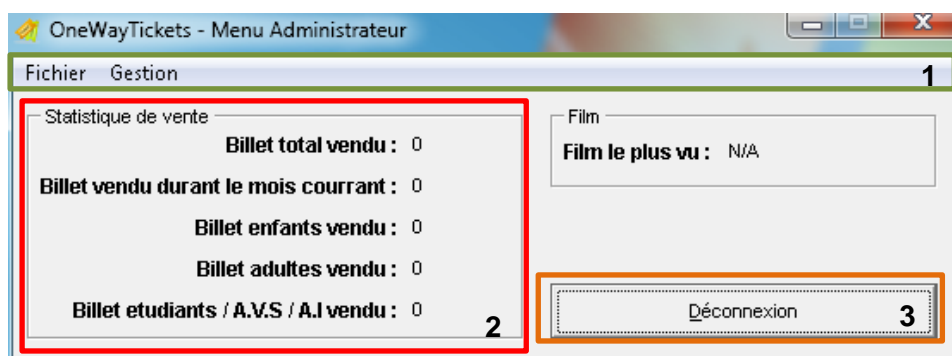 OneWayTickets - Menu Administrateur
Fichier Gestion 1
Statistique de vente
Billet total vendu : 0
Billet vendu durant le mois courrant : 0
Billet enfants vendu : 0
Billet adultes vendu : 0
Billet etudiants / A.V.S / A.I vendu : 0
2
Film
Film le plus vu : N/A
Déconnexion 3